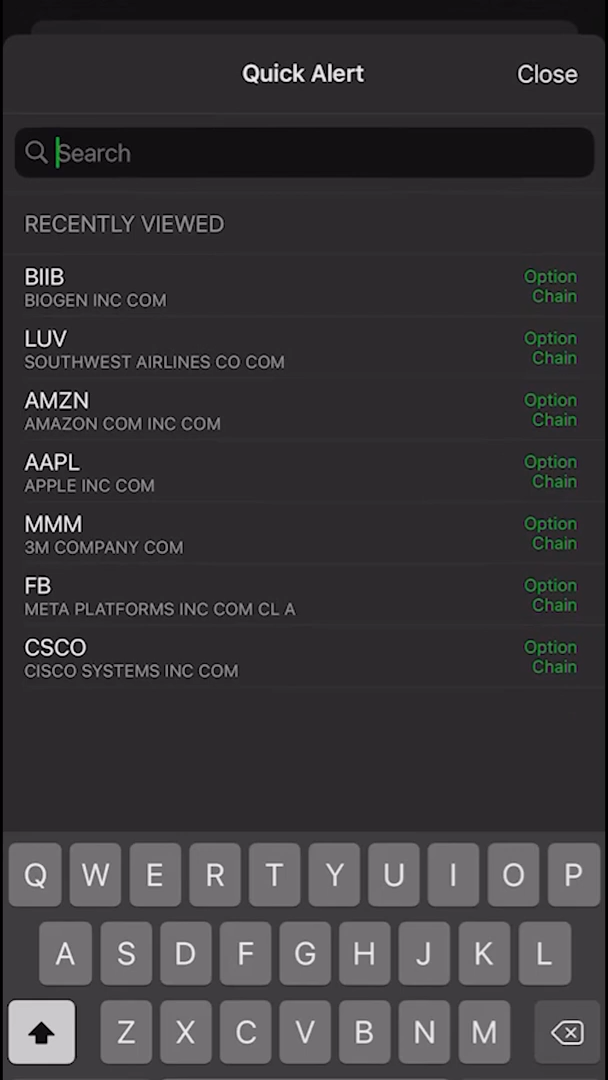 Quick Alert Close
Search
RECENTLY VIEWED
BIIB
BIOGEN INC COM
Option
Chain
LUV
SOUTHWEST AIRLINES CO COM
Option
Chain
AMZN
AMAZON COM INC COM
Option
Chain
AAPL
APPLE INC COM
Option
Chain
MMM
3M COMPANY COM
Option
Chain
FB
META PLATFORMS INC COM CL A
Option
Chain
CSCO
CISCO SYSTEMS INC COM
Option
Chain
Q W E R T Y U I O P
A S D F G H J K L
Z X C V B N M